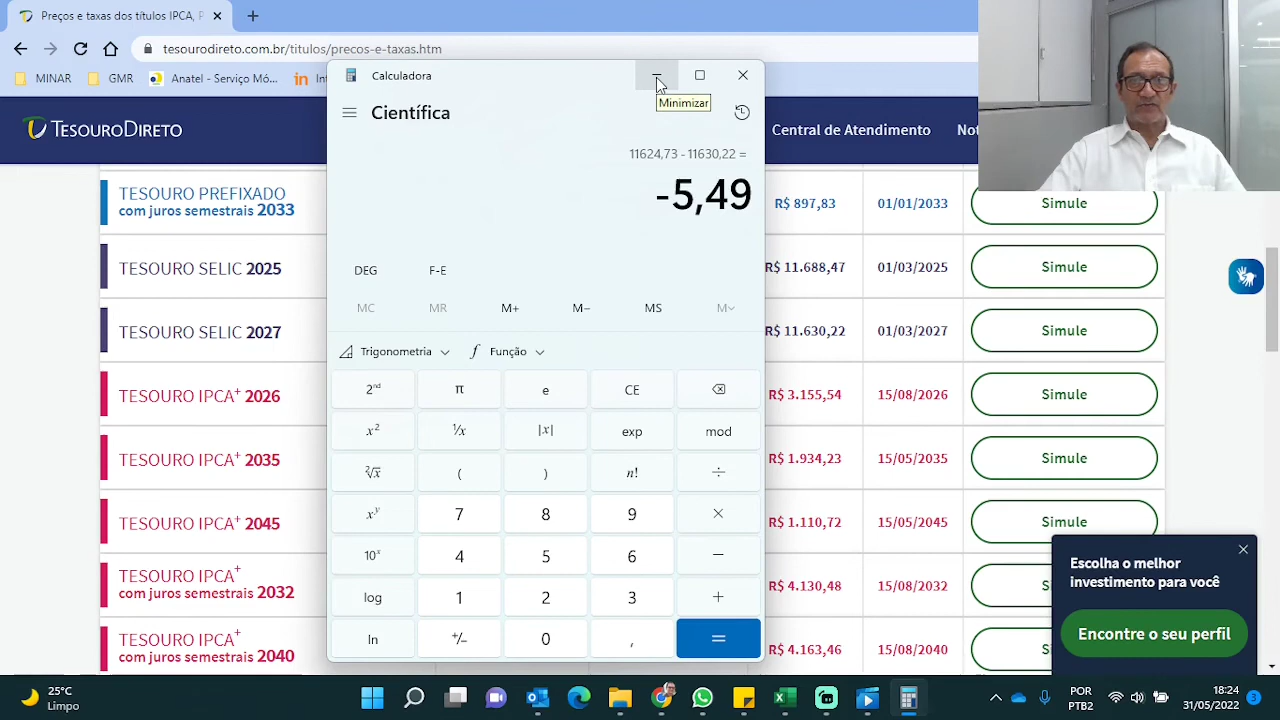 Preços e taxas dos títulos | Tes
tesourodireto.com.br/titulos/precos-e-taxas.htm
MINAR
GMR
Anatel - Serviço Mó...
in
Calculadora
Minimizar
Científica
11624,73 - 11630,22 =
-5,49
DEG
F-E
MC
MR
M+
M−
MS
M
Trigonometria
f Função
2nd
π
e
CE
x²
¹/x
|x|
exp
mod
²√x
(
)
n!
÷
xʸ
7
8
9
×
10ˣ
4
5
6
−
log
1
2
3
+
ln
+/−
0
,
=
TESOURODIRETO
Central de Atendimento
Not
TESOURO PREFIXADO
com juros semestrais 2033
R$ 897,83
01/01/2033
Simule
TESOURO SELIC 2025
R$ 11.688,47
01/03/2025
Simule
TESOURO SELIC 2027
R$ 11.630,22
01/03/2027
Simule
TESOURO IPCA+ 2026
R$ 3.155,54
15/08/2026
Simule
TESOURO IPCA+ 2035
R$ 1.934,23
15/05/2035
Simule
TESOURO IPCA+ 2045
R$ 1.110,72
15/05/2045
Simule
TESOURO IPCA+
com juros semestrais 2032
R$ 4.130,48
15/08/2032
Simule
TESOURO IPCA+
com juros semestrais 2040
R$ 4.163,46
15/08/2040
Simule
Escolha o melhor
investimento para você
Encontre o seu perfil
25°C
Limpo
POR
PTB2
18:24
31/05/2022
3